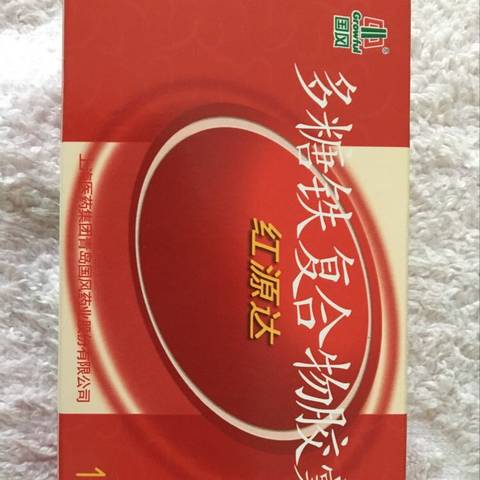 Growful®
国风
多糖铁复合物胶囊
红源达
上海医药集团青岛国风药业股份有限公司
1